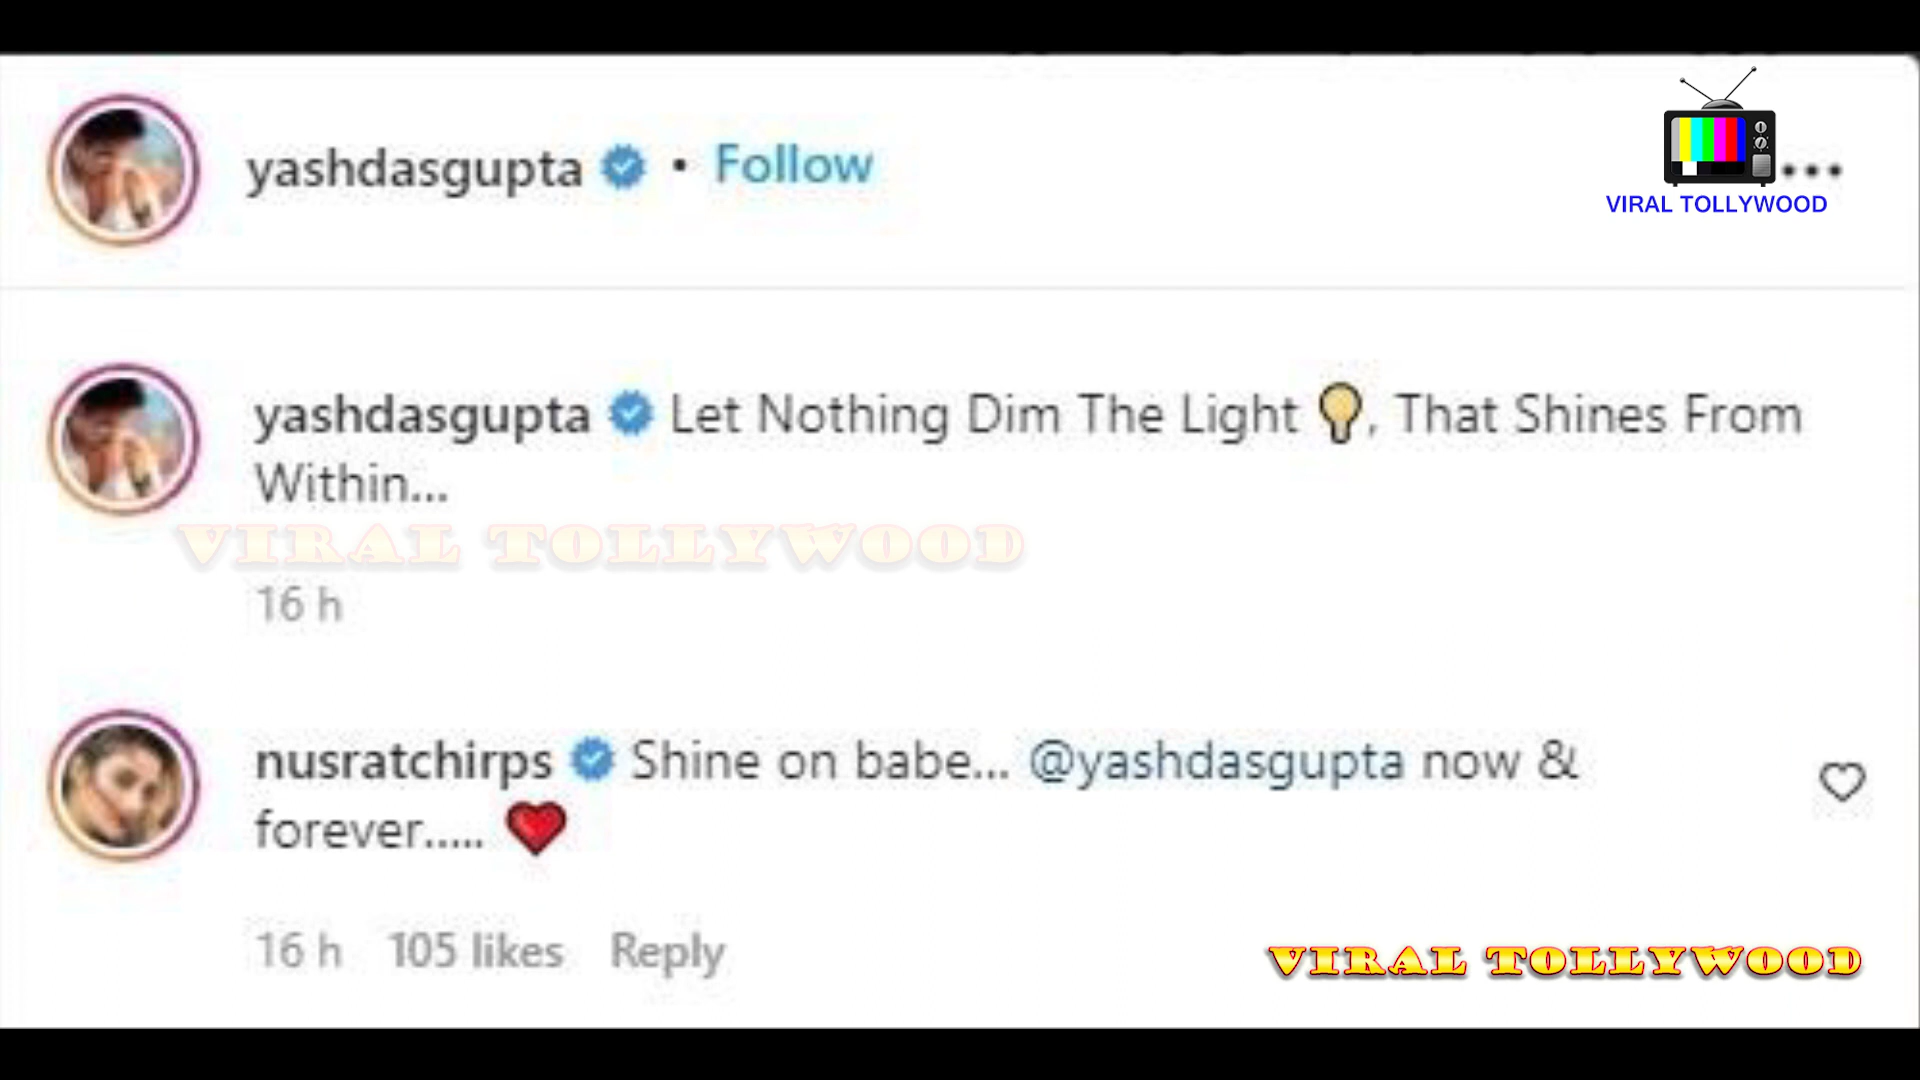 yashdasgupta • Follow
VIRAL TOLLYWOOD
yashdasgupta Let Nothing Dim The Light 💡, That Shines From
Within...
VIRAL TOLLYWOOD
16 h
nusratchirps Shine on babe... @yashdasgupta now &
forever..... ❤️
16 h 105 likes Reply
VIRAL TOLLYWOOD